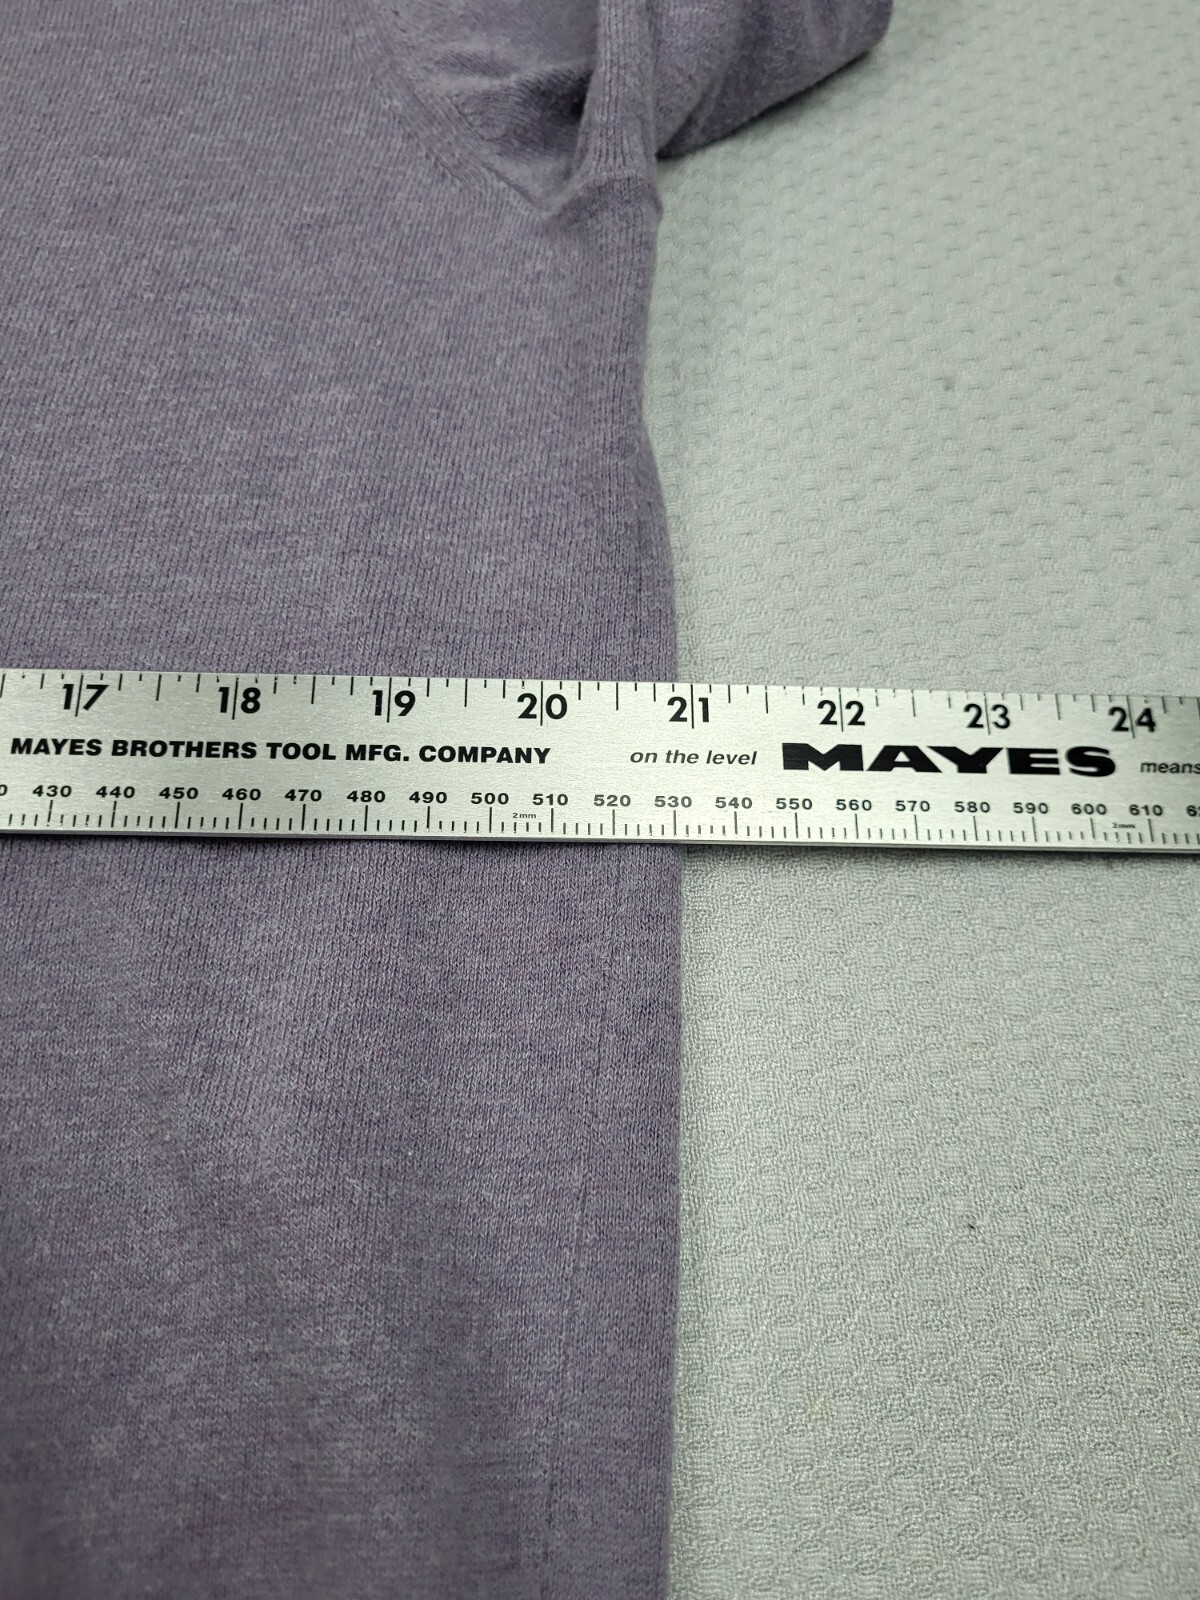 17 18 19 20 21 22 23 24
MAYES BROTHERS TOOL MFG. COMPANY on the level MAYES means
430 440 450 460 470 480 490 500 510 520 530 540 550 560 570 580 590 600 610
2mm 2mm